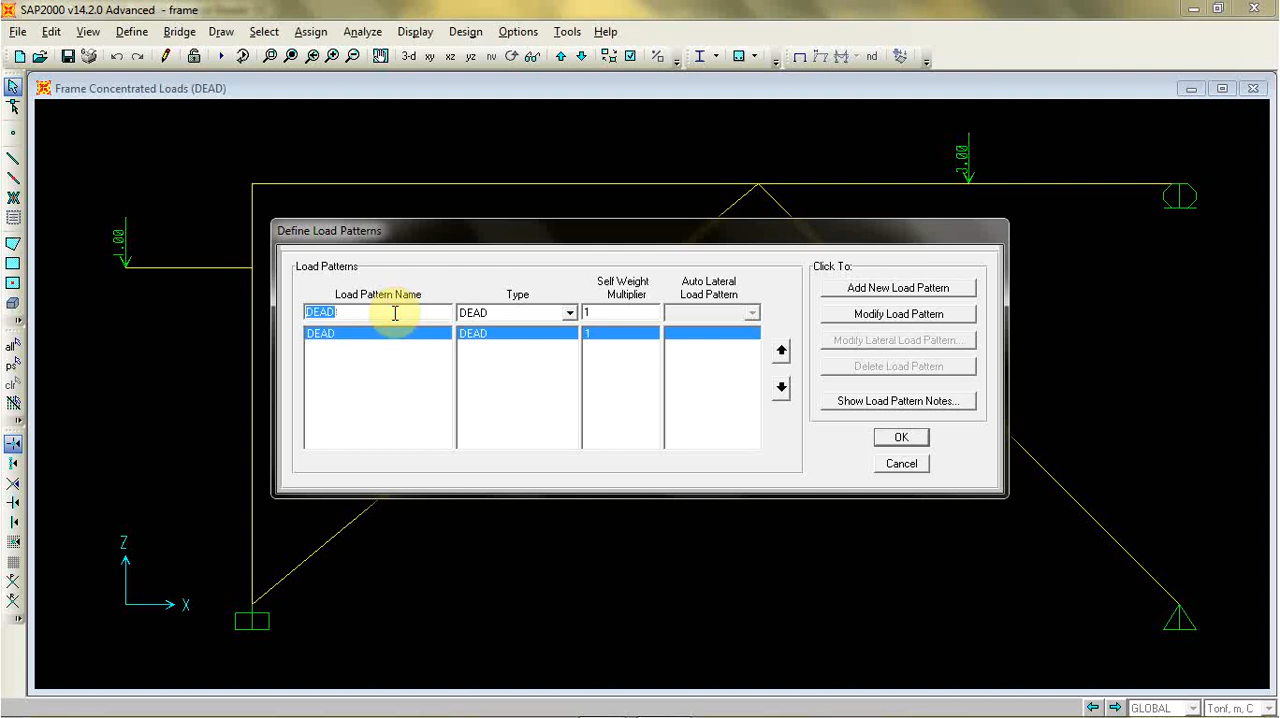 SAP2000 v14.2.0 Advanced - frame
File Edit View Define Bridge Draw Select Assign Analyze Display Design Options Tools Help
3-d xy xz yz nv nd
Frame Concentrated Loads (DEAD)
1.00
Define Load Patterns
Load Patterns
Click To:
Load Pattern Name Type Self Weight Multiplier Auto Lateral Load Pattern
DEAD DEAD 1
DEAD DEAD 1
Add New Load Pattern
Modify Load Pattern
Modify Lateral Load Pattern...
Delete Load Pattern
Show Load Pattern Notes...
OK
Cancel
all
ps
clr
Z
X
GLOBAL Tonf, m, C